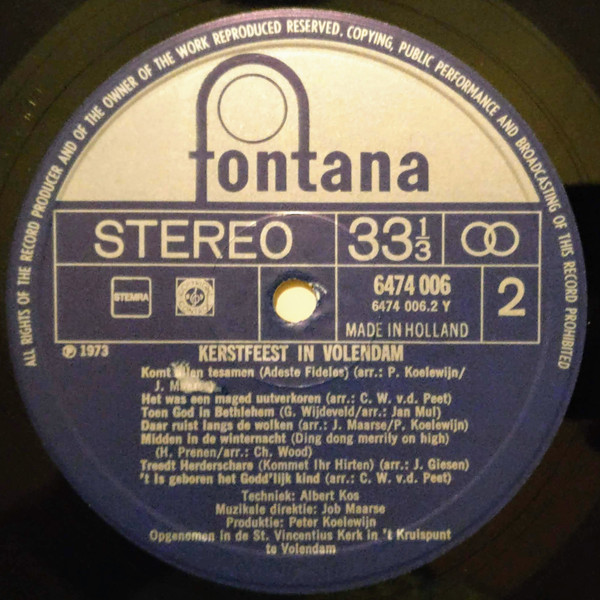 ALL RIGHTS OF THE RECORD PRODUCER AND OF THE OWNER OF THE WORK REPRODUCED RESERVED. COPYING, PUBLIC PERFORMANCE AND BROADCASTING OF THIS RECORD PROHIBITED
fontana
STEREO 33 1/3
STEMRA 6474 006 2
6474 006.2 Y
MADE IN HOLLAND
℗ 1973 KERSTFEEST IN VOLENDAM
Komt tesamen (Adeste Fideles) (arr.: P. Koelewijn/
J.
Het was een maged uutverkoren (arr.: C. W. v.d. Peet)
Toen God in Bethlehem (G. Wijdeveld/arr.: Jan Mul)
Daar ruist langs de wolken (arr.: J. Maarse/P. Koelewijn)
Midden in de winternacht (Ding dong merrily on high)
(H. Prenen/arr.: Ch. Wood)
Treedt Herderschare (Kommet Ihr Hirten) (arr.: J. Giesen)
't Is geboren het Godd'lijk kind (arr.: C. W. v.d. Peet)
Techniek: Albert Kos
Muzikale direktie: Job Maarse
Produktie: Peter Koelewijn
Opgenomen in de St. Vincentius Kerk in 't Kruispunt
te Volendam